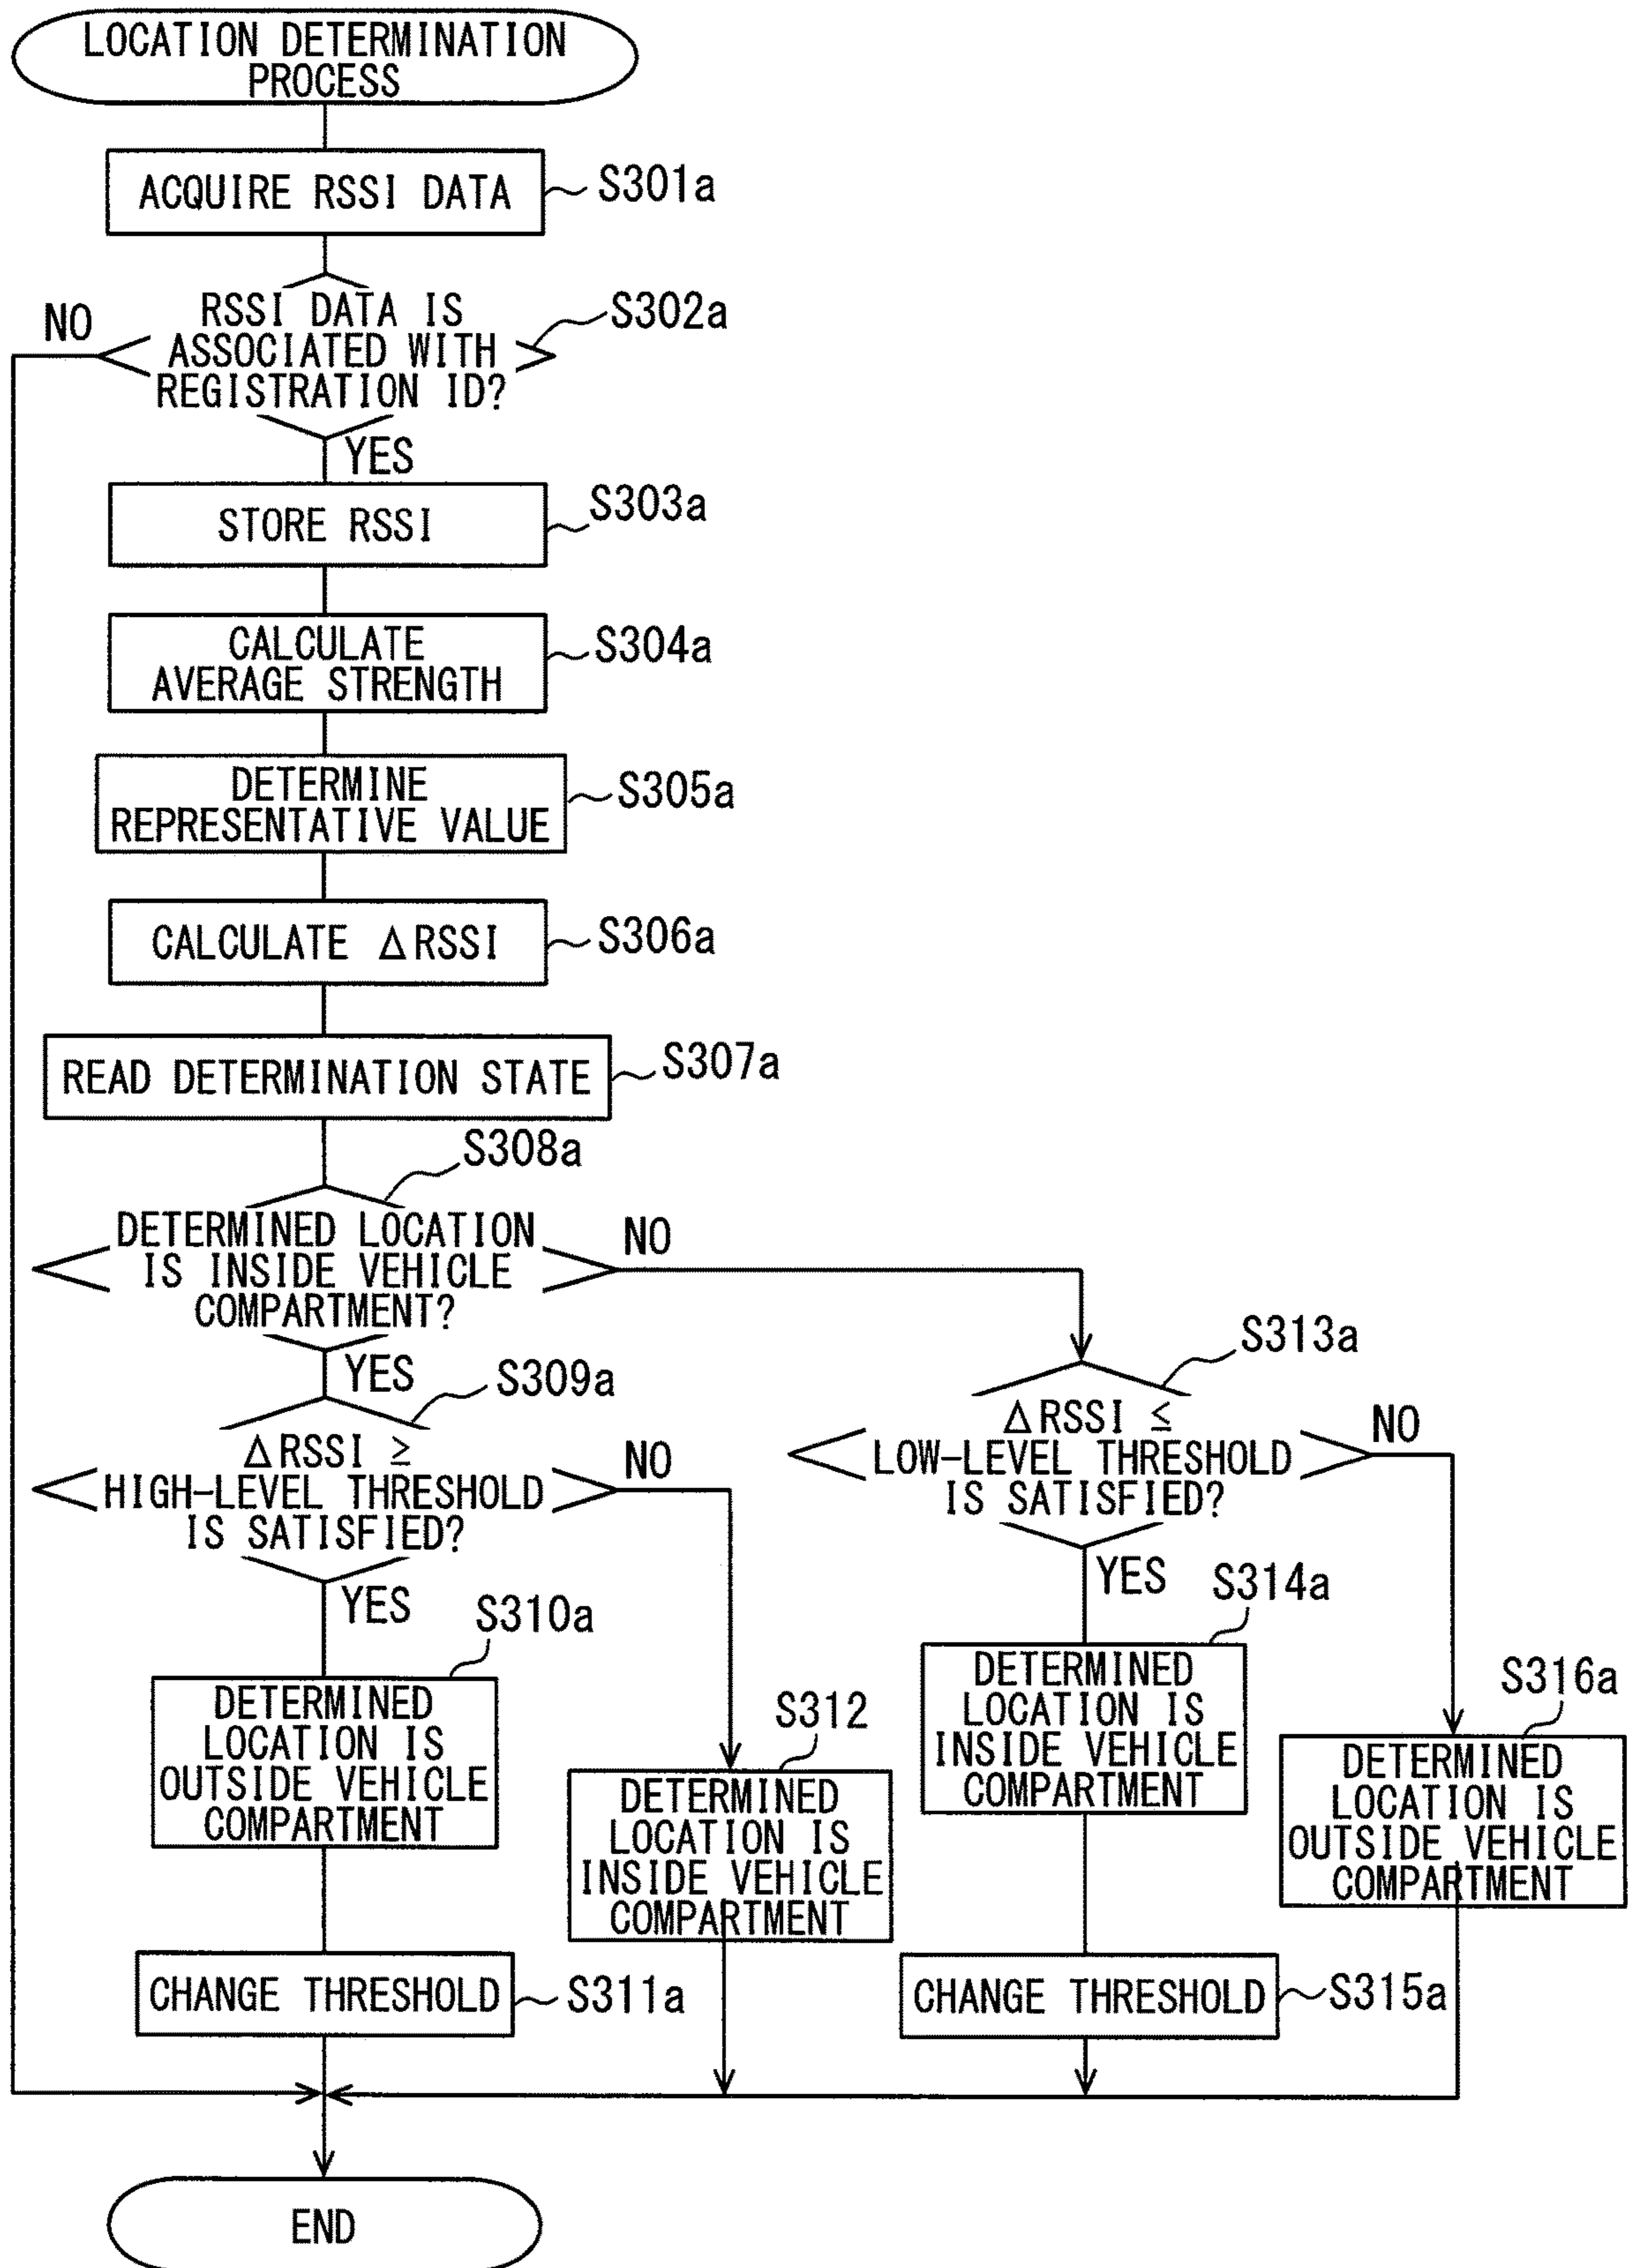 LOCATION DETERMINATION
PROCESS
ACQUIRE RSSI DATA
S301a
RSSI DATA IS
ASSOCIATED WITH
REGISTRATION ID?
S302a
NO
YES
STORE RSSI
S303a
CALCULATE
AVERAGE STRENGTH
S304a
DETERMINE
REPRESENTATIVE VALUE
S305a
CALCULATE △RSSI
S306a
READ DETERMINATION STATE
S307a
S308a
DETERMINED LOCATION
IS INSIDE VEHICLE
COMPARTMENT?
NO
YES
S309a
△RSSI ≥
HIGH-LEVEL THRESHOLD
IS SATISFIED?
NO
YES
S310a
DETERMINED
LOCATION IS
OUTSIDE VEHICLE
COMPARTMENT
CHANGE THRESHOLD
S311a
S312
DETERMINED
LOCATION IS
INSIDE VEHICLE
COMPARTMENT
S313a
△RSSI ≤
LOW-LEVEL THRESHOLD
IS SATISFIED?
NO
YES
S314a
DETERMINED
LOCATION IS
INSIDE VEHICLE
COMPARTMENT
CHANGE THRESHOLD
S315a
S316a
DETERMINED
LOCATION IS
OUTSIDE VEHICLE
COMPARTMENT
END